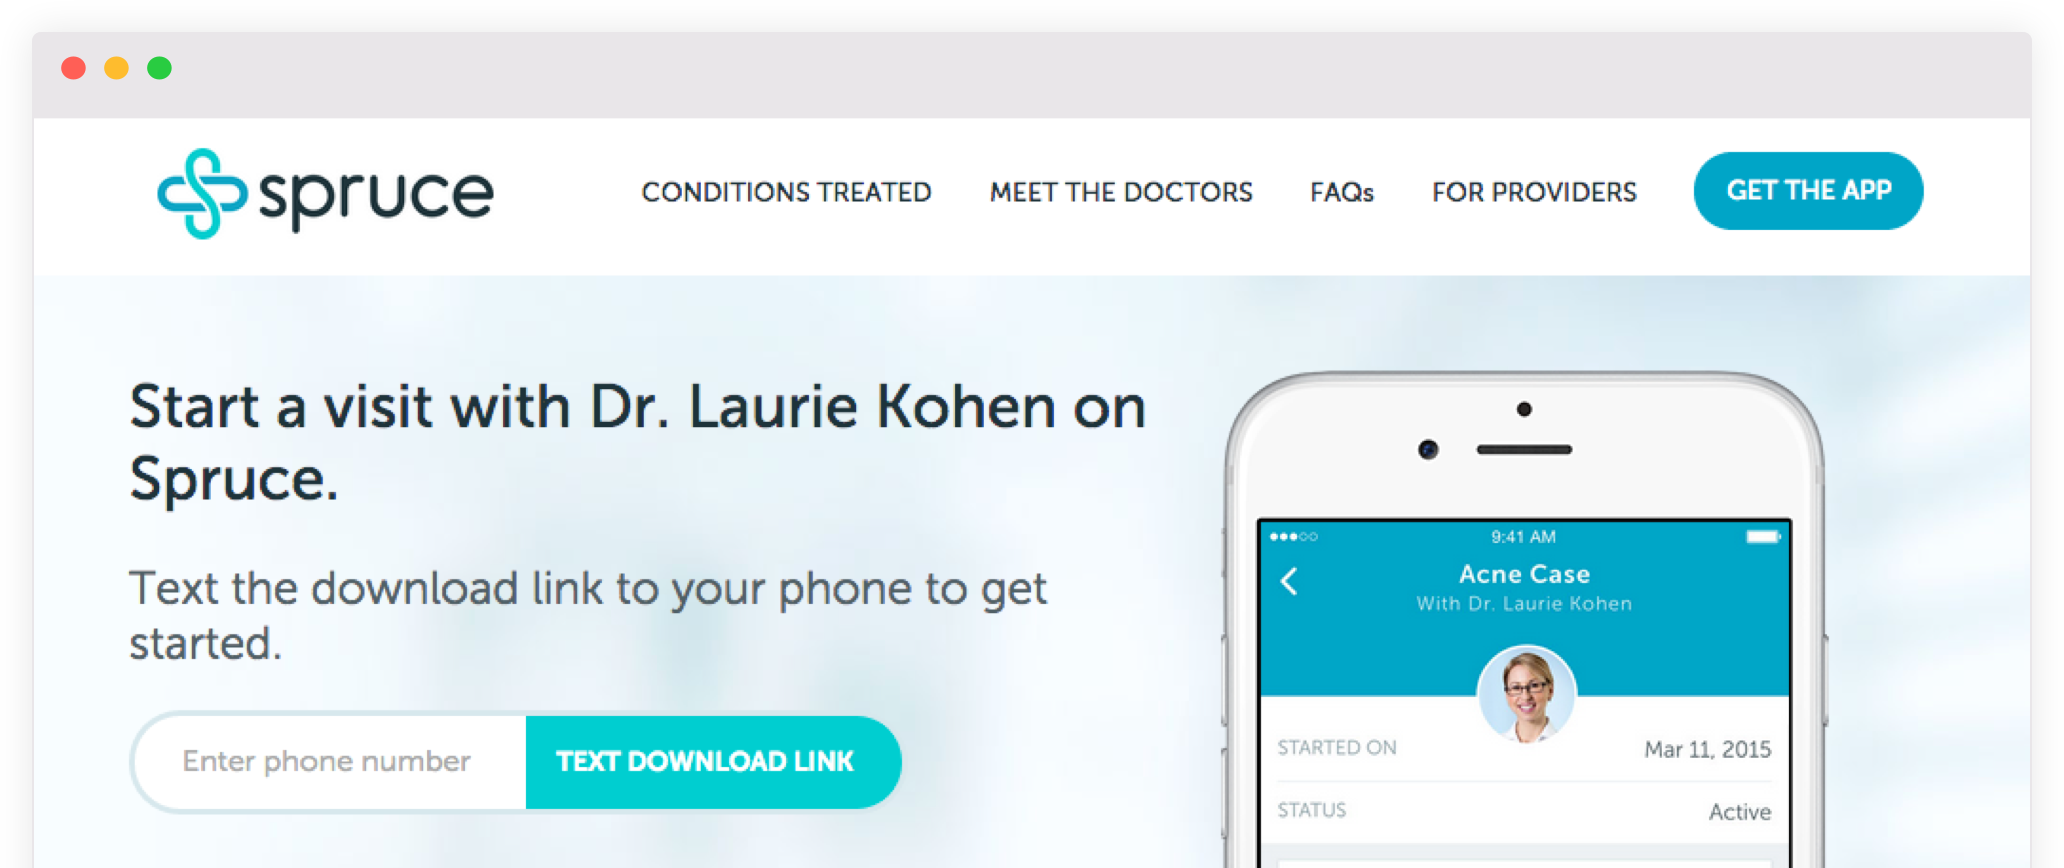 spruce
CONDITIONS TREATED
MEET THE DOCTORS
FAQs
FOR PROVIDERS
GET THE APP
Start a visit with Dr. Laurie Kohen on
Spruce.
Text the download link to your phone to get
started.
Enter phone number
TEXT DOWNLOAD LINK
9:41 AM
Acne Case
With Dr. Laurie Kohen
STARTED ON
Mar 11, 2015
STATUS
Active